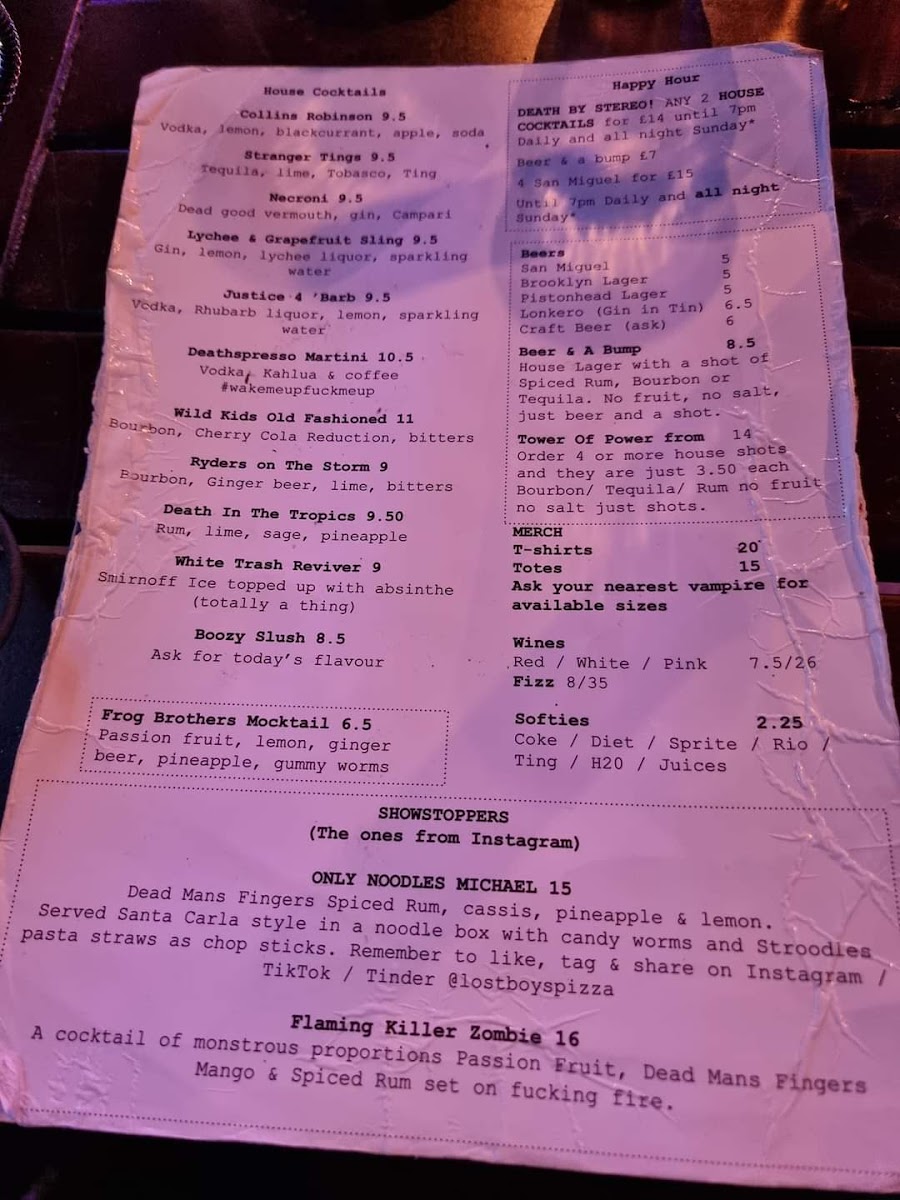 House Cocktails
Collins Robinson 9.5
Vodka, lemon, blackcurrant, apple, soda
Stranger Tings 9.5
Tequila, lime, Tobasco, Ting
Necroni 9.5
Dead good vermouth, gin, Campari
Lychee & Grapefruit Sling 9.5
Gin, lemon, lychee liquor, sparkling
water
Justice 4 'Barb 9.5
Vodka, Rhubarb liquor, lemon, sparkling
water
Deathspresso Martini 10.5
Vodka, Kahlua & coffee
#wakemeupfuckmeup
Wild Kids Old Fashioned 11
Bourbon, Cherry Cola Reduction, bitters
Ryders on The Storm 9
Bourbon, Ginger beer, lime, bitters
Death In The Tropics 9.50
Rum, lime, sage, pineapple
White Trash Reviver 9
Smirnoff Ice topped up with absinthe
(totally a thing)
Boozy Slush 8.5
Ask for today's flavour
Frog Brothers Mocktail 6.5
Passion fruit, lemon, ginger
beer, pineapple, gummy worms
Happy Hour
DEATH BY STEREO! ANY 2 HOUSE
COCKTAILS for £14 until 7pm
Daily and all night Sunday*
Beer & a bump £7
4 San Miguel for £15
Until 7pm Daily and all night
Sunday*
Beers
San Miguel 5
Brooklyn Lager 5
Pistonhead Lager 5
Lonkero (Gin in Tin) 6.5
Craft Beer (ask) 6
Beer & A Bump 8.5
House Lager with a shot of
Spiced Rum, Bourbon or
Tequila. No fruit, no salt,
just beer and a shot.
Tower Of Power from 14
Order 4 or more house shots
and they are just 3.50 each
Bourbon/ Tequila/ Rum no fruit
no salt just shots.
MERCH
T-shirts 20
Totes 15
Ask your nearest vampire for
available sizes
Wines
Red / White / Pink 7.5/26
Fizz 8/35
Softies 2.25
Coke / Diet / Sprite / Rio /
Ting / H20 / Juices
SHOWSTOPPERS
(The ones from Instagram)
ONLY NOODLES MICHAEL 15
Dead Mans Fingers Spiced Rum, cassis, pineapple & lemon.
Served Santa Carla style in a noodle box with candy worms and Stroodles
pasta straws as chop sticks. Remember to like, tag & share on Instagram /
TikTok / Tinder @lostboyspizza
Flaming Killer Zombie 16
A cocktail of monstrous proportions Passion Fruit, Dead Mans Fingers
Mango & Spiced Rum set on fucking fire.